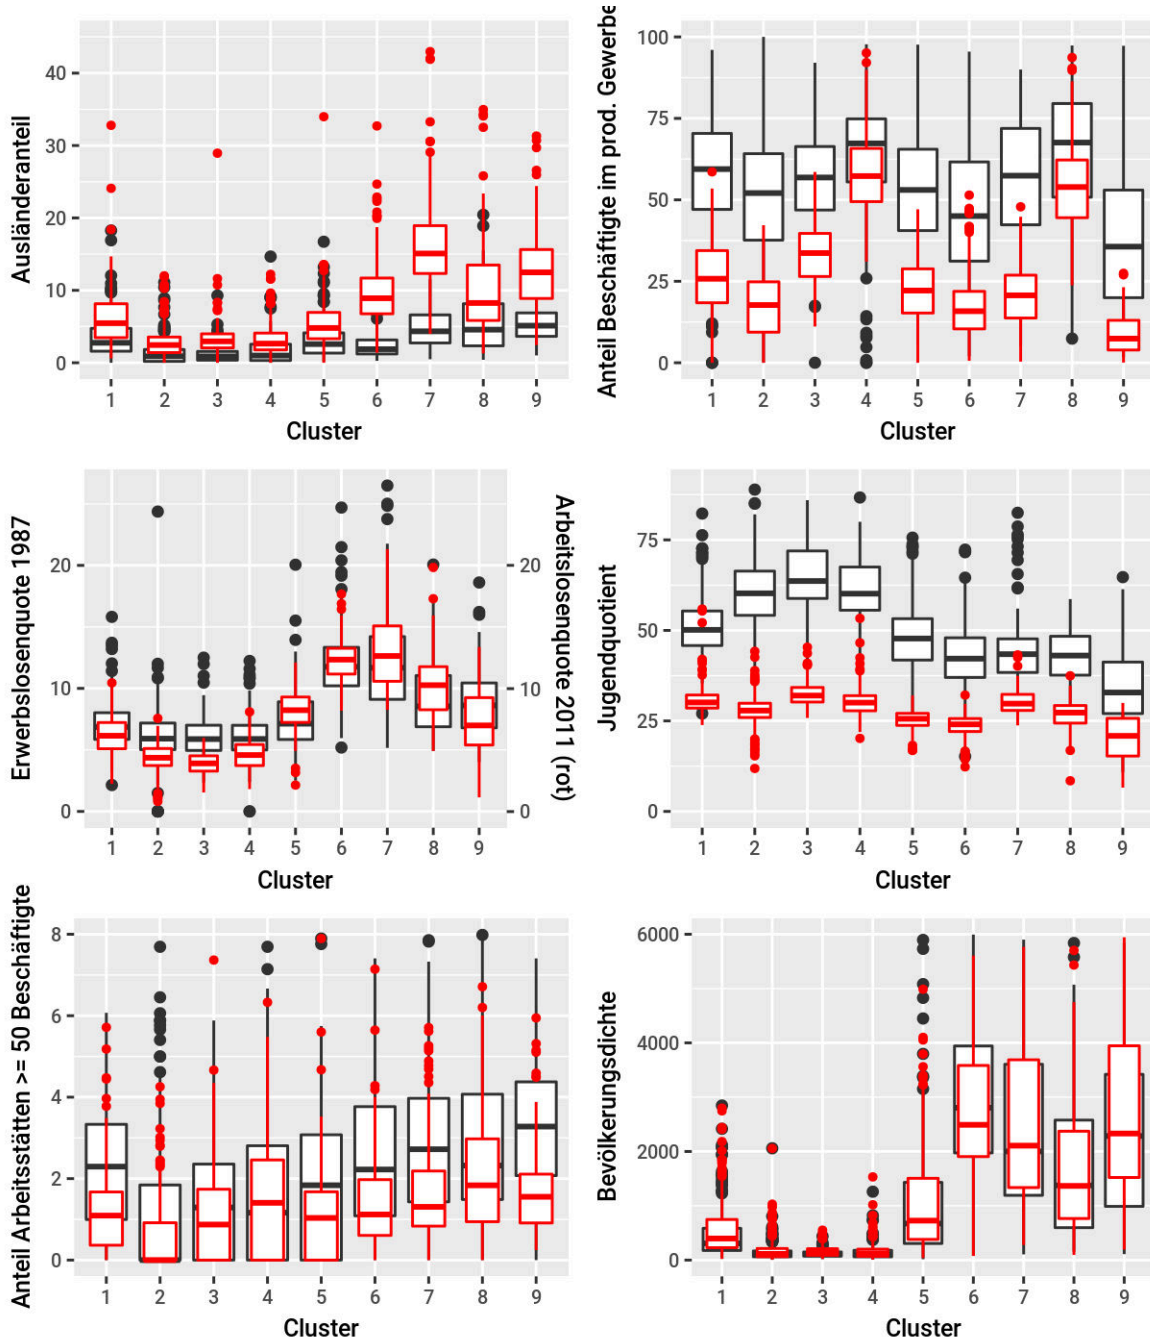 Ausländeranteil
40
30
20
10
0
1 2 3 4 5 6 7 8 9
Cluster
Anteil Beschäftigte im prod. Gewerbe
100
75
50
25
0
1 2 3 4 5 6 7 8 9
Cluster
Erwerbslosenquote 1987
20
10
0
1 2 3 4 5 6 7 8 9
Cluster
20
10
0
Arbeitslosenquote 2011 (rot)
Jugendquotient
75
50
25
0
1 2 3 4 5 6 7 8 9
Cluster
Anteil Arbeitsstätten >= 50 Beschäftigte
8
6
4
2
0
1 2 3 4 5 6 7 8 9
Cluster
Bevölkerungsdichte
6000
4000
2000
0
1 2 3 4 5 6 7 8 9
Cluster